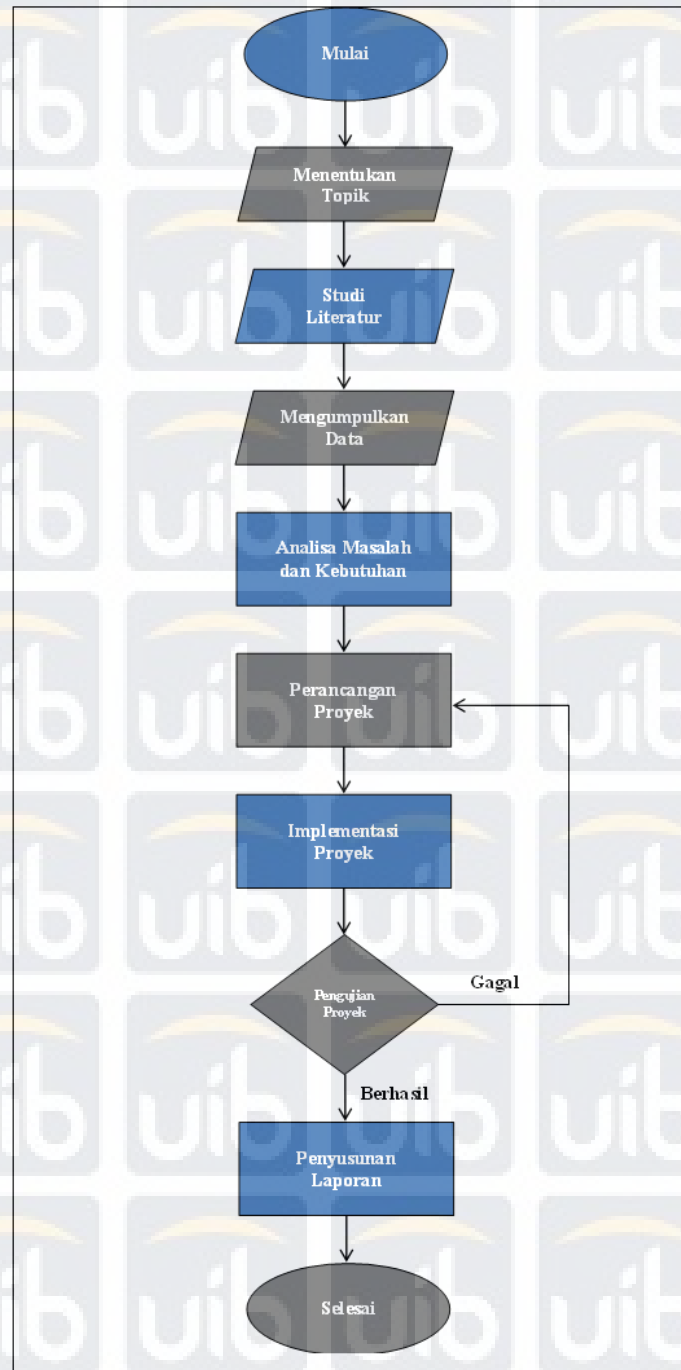 Mulai
Menentukan
Topik
Studi
Literatur
Mengumpulkan
Data
Analisa Masalah
dan Kebutuhan
Perancangan
Proyek
Implementasi
Proyek
Pengujian
Proyek
Gagal
Berhasil
Penyusunan
Laporan
Selesai
uib